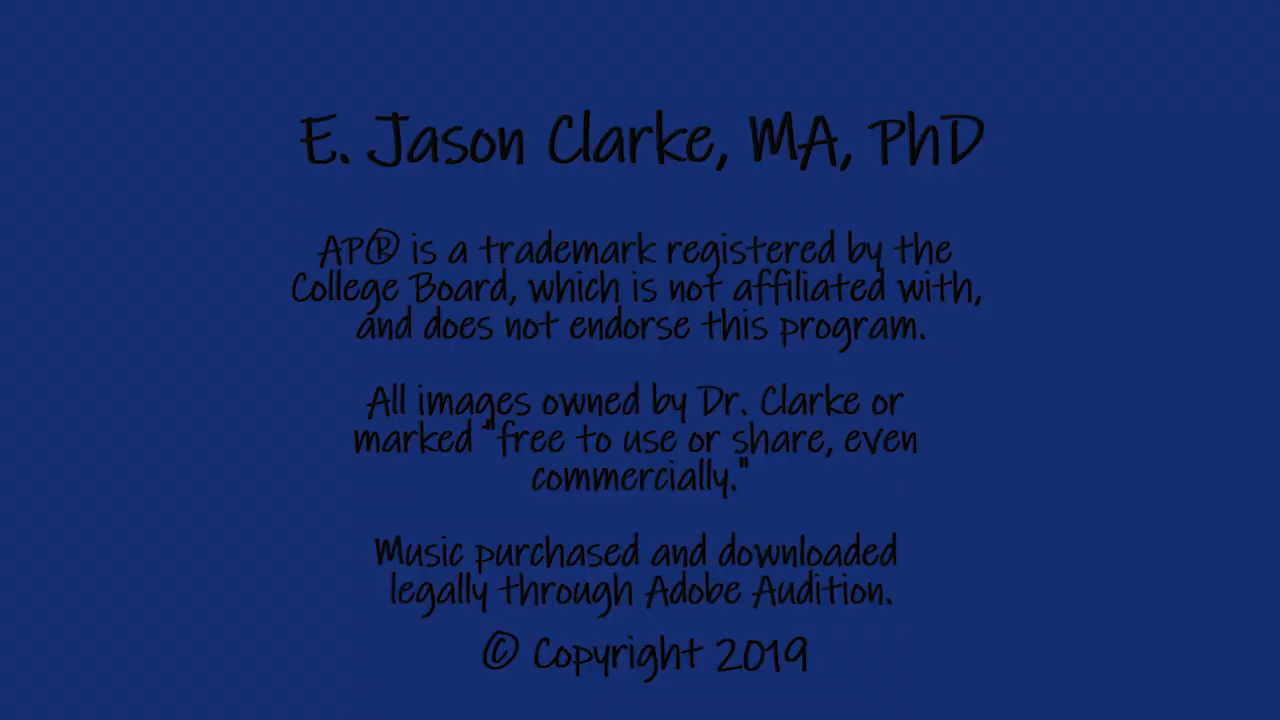 E. Jason Clarke, MA, PhD
AP® is a trademark registered by the
College Board, which is not affiliated with,
and does not endorse this program.
All images owned by Dr. Clarke or
marked "free to use or share, even
commercially."
Music purchased and downloaded
legally through Adobe Audition.
© Copyright 2019